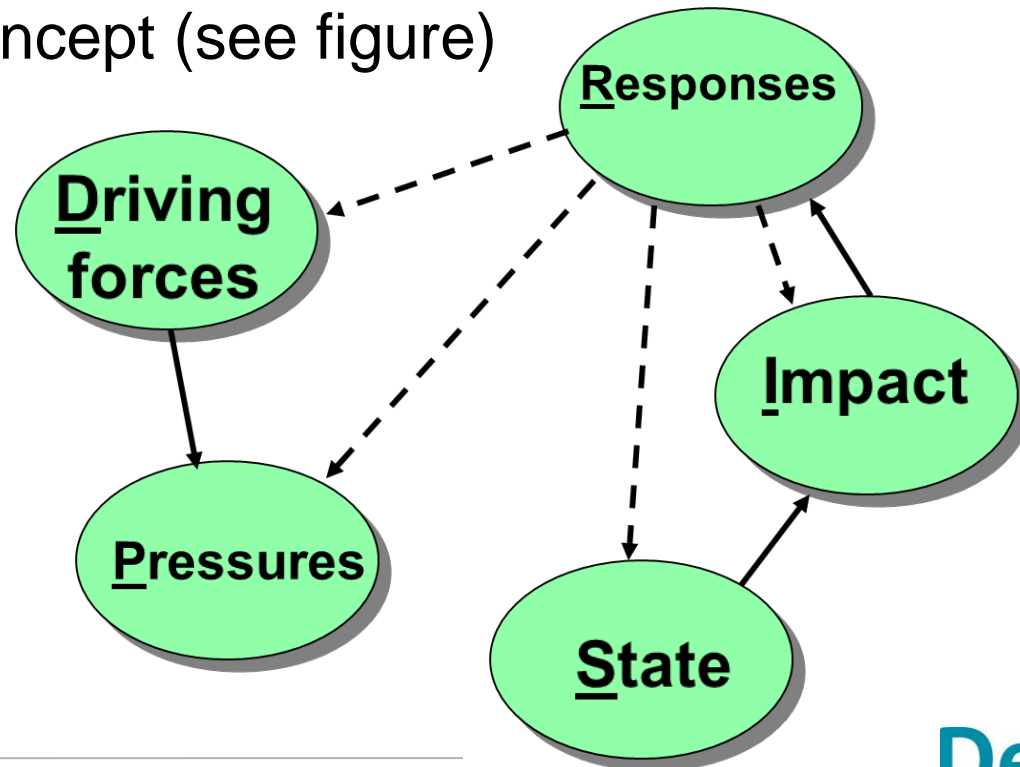 ncept (see figure)
Responses
Driving
forces
Impact
Pressures
State
De